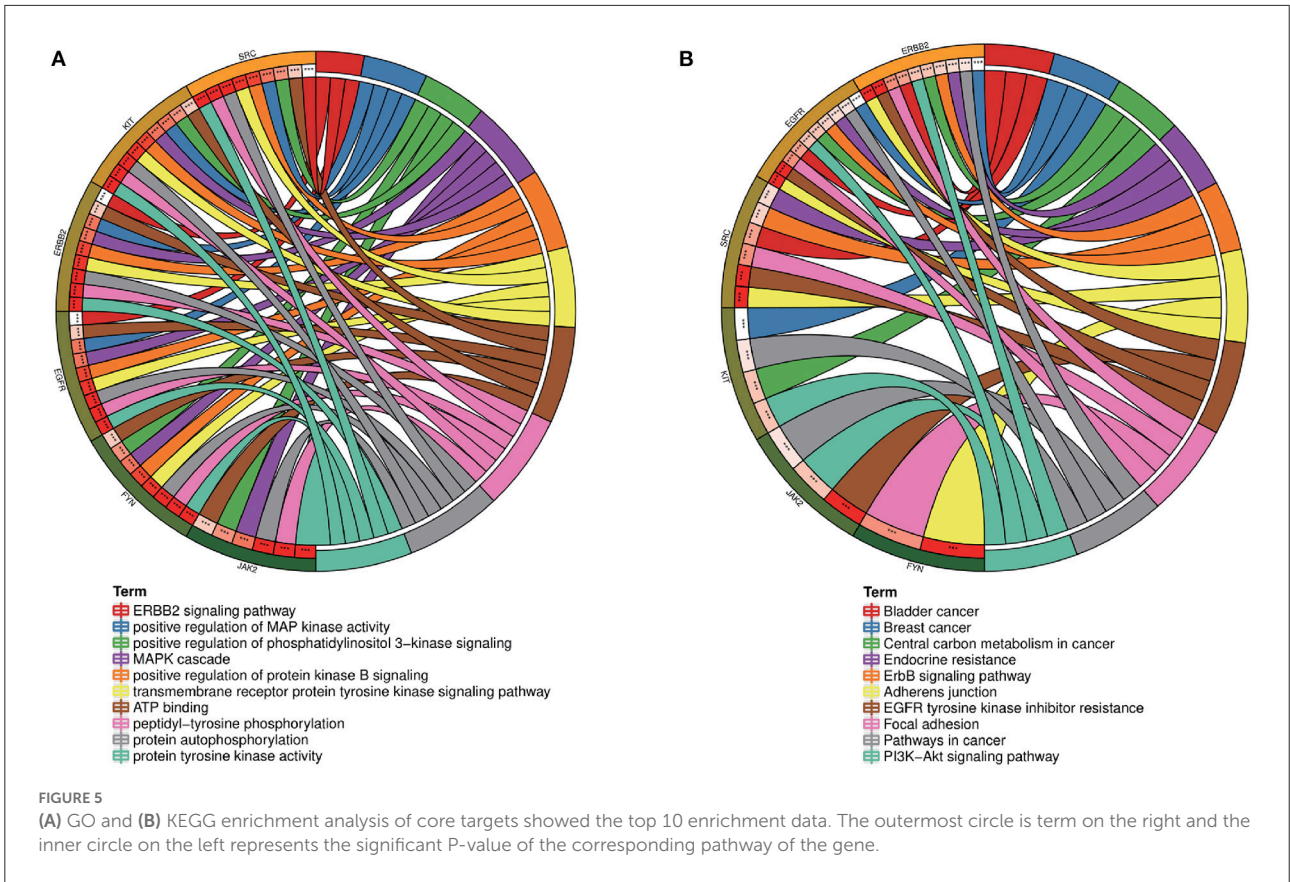 A
SRC
KIT
ERBB2
EGFR
FYN
JAK2
Term
ERBB2 signaling pathway
positive regulation of MAP kinase activity
positive regulation of phosphatidylinositol 3−kinase signaling
MAPK cascade
positive regulation of protein kinase B signaling
transmembrane receptor protein tyrosine kinase signaling pathway
ATP binding
peptidyl−tyrosine phosphorylation
protein autophosphorylation
protein tyrosine kinase activity
B
ERBB2
EGFR
SRC
KIT
JAK2
FYN
Term
Bladder cancer
Breast cancer
Central carbon metabolism in cancer
Endocrine resistance
ErbB signaling pathway
Adherens junction
EGFR tyrosine kinase inhibitor resistance
Focal adhesion
Pathways in cancer
PI3K−Akt signaling pathway
FIGURE 5
(A) GO and (B) KEGG enrichment analysis of core targets showed the top 10 enrichment data. The outermost circle is term on the right and the
inner circle on the left represents the significant P-value of the corresponding pathway of the gene.